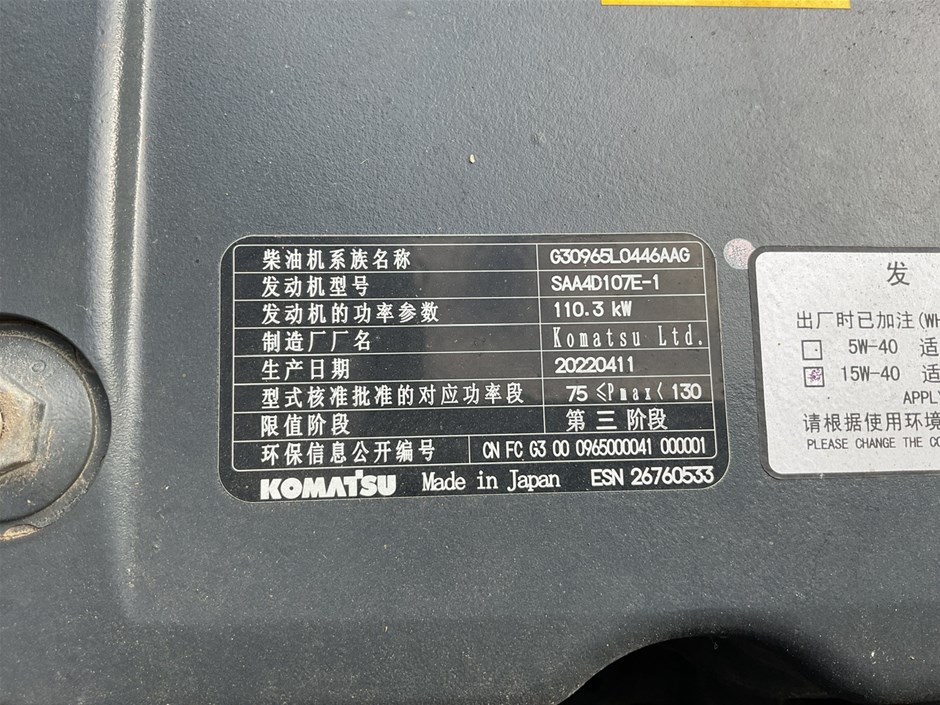 柴油机系族名称 G30965L0446AAG
发动机型号 SAA4D107E-1
发动机的功率参数 110.3 kW
制造厂厂名 Komatsu Ltd.
生产日期 20220411
型式核准批准的对应功率段 75 ≤Pmax< 130
限值阶段 第三阶段
环保信息公开编号 CN FC G3 00 0965000041 000001
KOMATSU Made in Japan ESN 26760533
发
出厂时已加注(WH
5W-40 适
15W-40 适
APPLY
请根据使用环境
PLEASE CHANGE THE CO